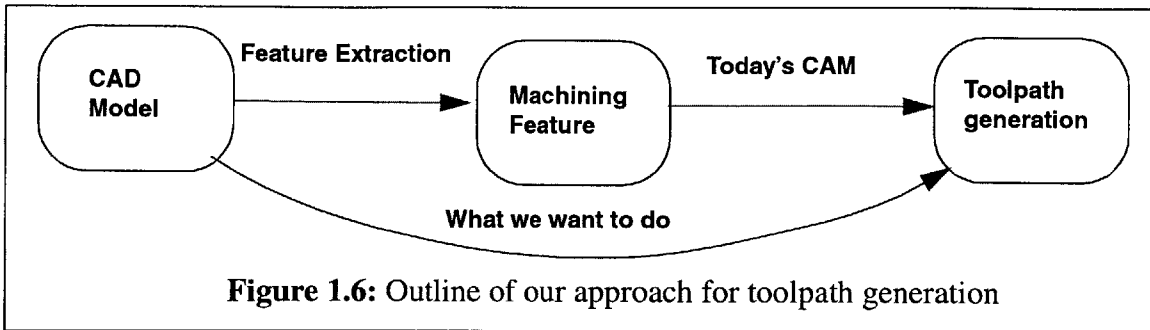 Feature Extraction
Today's CAM
CAD
Model
Machining
Feature
Toolpath
generation
What we want to do
Figure 1.6: Outline of our approach for toolpath generation